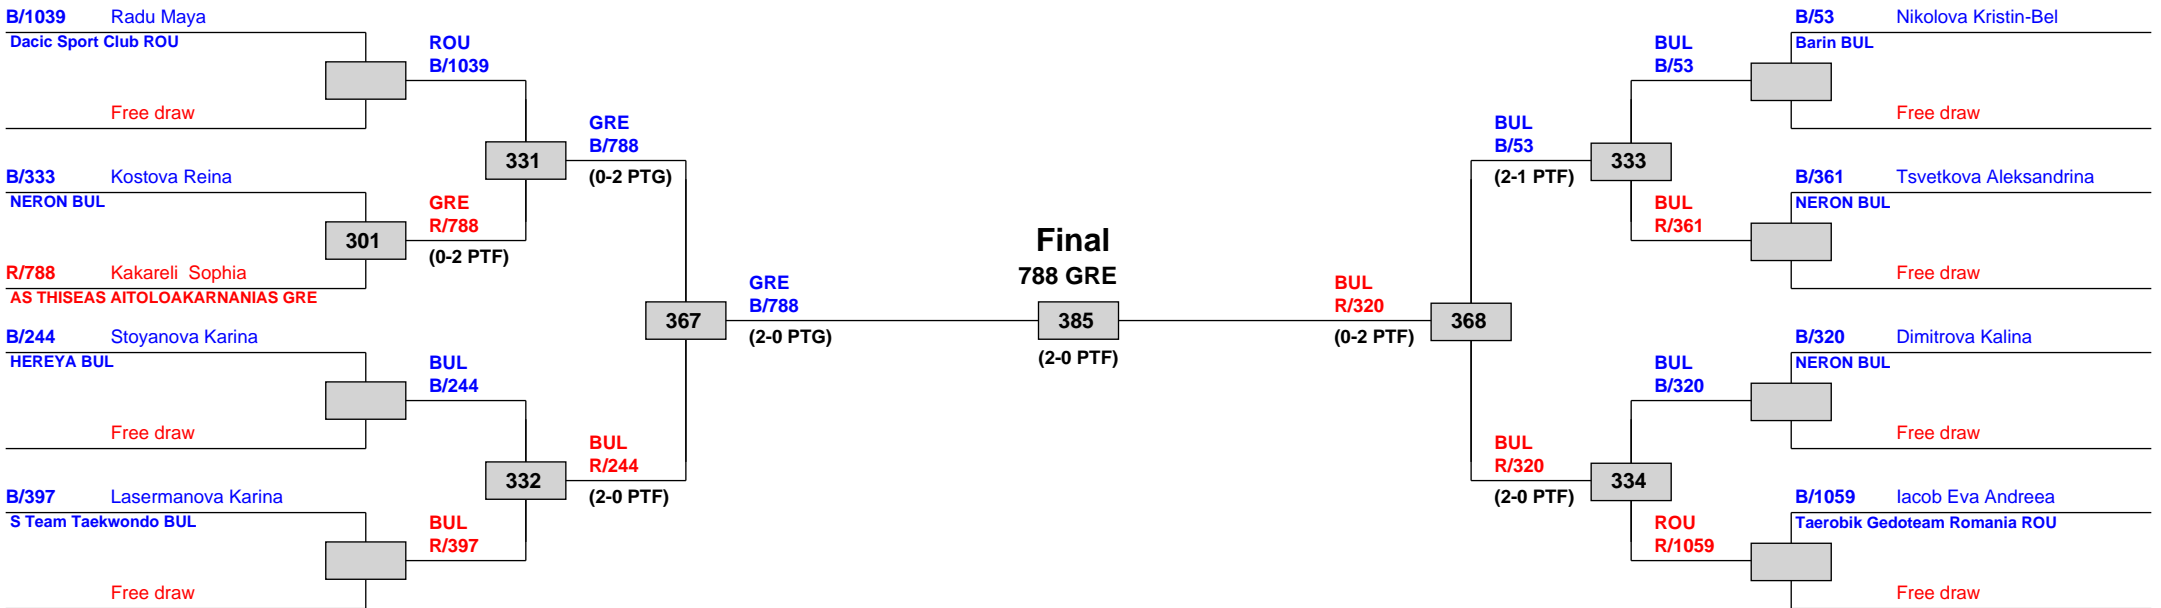 B/1039 Radu Maya
Dacic Sport Club ROU
Free draw
B/333 Kostova Reina
NERON BUL
R/788 Kakareli  Sophia
AS THISEAS AITOLOAKARNANIAS GRE
B/244 Stoyanova Karina
HEREYA BUL
Free draw
B/397 Lasermanova Karina
S Team Taekwondo BUL
Free draw
ROU
B/1039
301
GRE
R/788
(0-2 PTF)
BUL
B/244
BUL
R/397
331
GRE
B/788
(0-2 PTG)
332
BUL
R/244
(2-0 PTF)
367
GRE
B/788
(2-0 PTG)
Final
788 GRE
385
(2-0 PTF)
BUL
R/320
(0-2 PTF)
368
BUL
B/53
(2-1 PTF)
333
BUL
R/320
(2-0 PTF)
334
BUL
B/53
BUL
R/361
BUL
B/320
ROU
R/1059
B/53 Nikolova Kristin-Bel
Barin BUL
Free draw
B/361 Tsvetkova Aleksandrina
NERON BUL
Free draw
B/320 Dimitrova Kalina
NERON BUL
Free draw
B/1059 Iacob Eva Andreea
Taerobik Gedoteam Romania ROU
Free draw